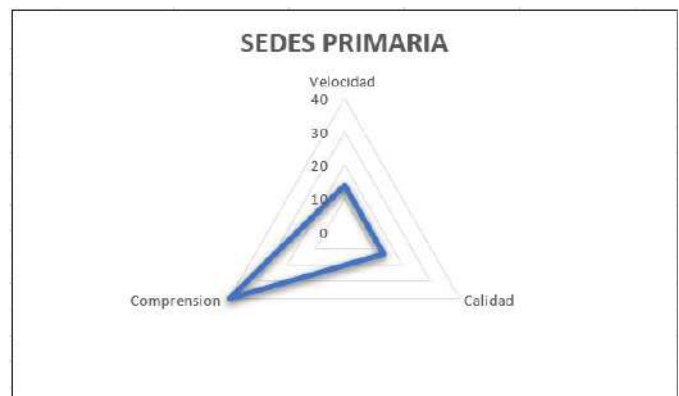 SEDES PRIMARIA
Velocidad
40
30
20
10
0
Comprension
Calidad